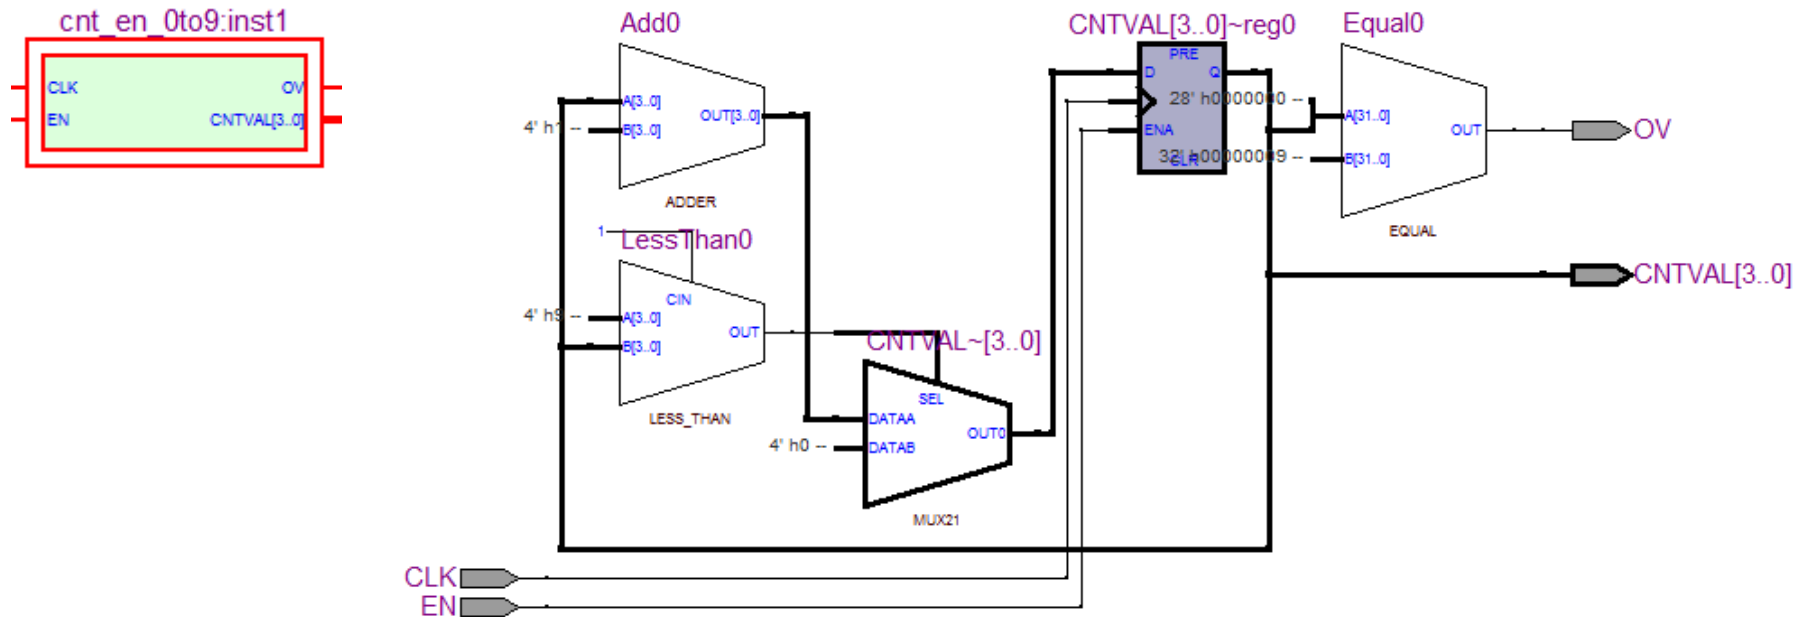 cnt_en_0to9:inst1
CLK
OV
EN
CNTVAL[3..0]
Add0
A[3..0]
4' h1 --
B[3..0]
OUT[3..0]
ADDER
1
LessThan0
CIN
4' h9 --
A[3..0]
B[3..0]
OUT
LESS_THAN
CNTVAL~[3..0]
SEL
DATAA
4' h0 --
DATAB
OUT0
MUX21
CNTVAL[3..0]~reg0
PRE
D
Q
ENA
CLR
Equal0
28' h0000000 --
A[31..0]
32' h00000009 --
B[31..0]
OUT
EQUAL
OV
CNTVAL[3..0]
CLK
EN